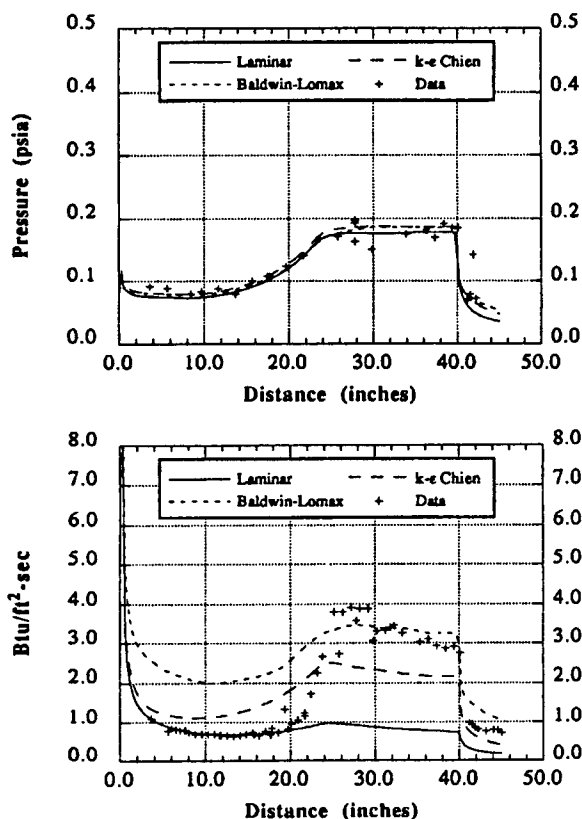 0.5 0.5
Laminar k-ε Chien
Baldwin-Lomax Data
0.4 0.4
0.3 0.3
0.2 0.2
0.1 0.1
0.0 0.0
Pressure (psia)
0.0 10.0 20.0 30.0 40.0 50.0
Distance (inches)
8.0 8.0
Laminar k-ε Chien
Baldwin-Lomax Data
7.0 7.0
6.0 6.0
5.0 5.0
4.0 4.0
3.0 3.0
2.0 2.0
1.0 1.0
0.0 0.0
Btu/ft²-sec
0.0 10.0 20.0 30.0 40.0 50.0
Distance (inches)